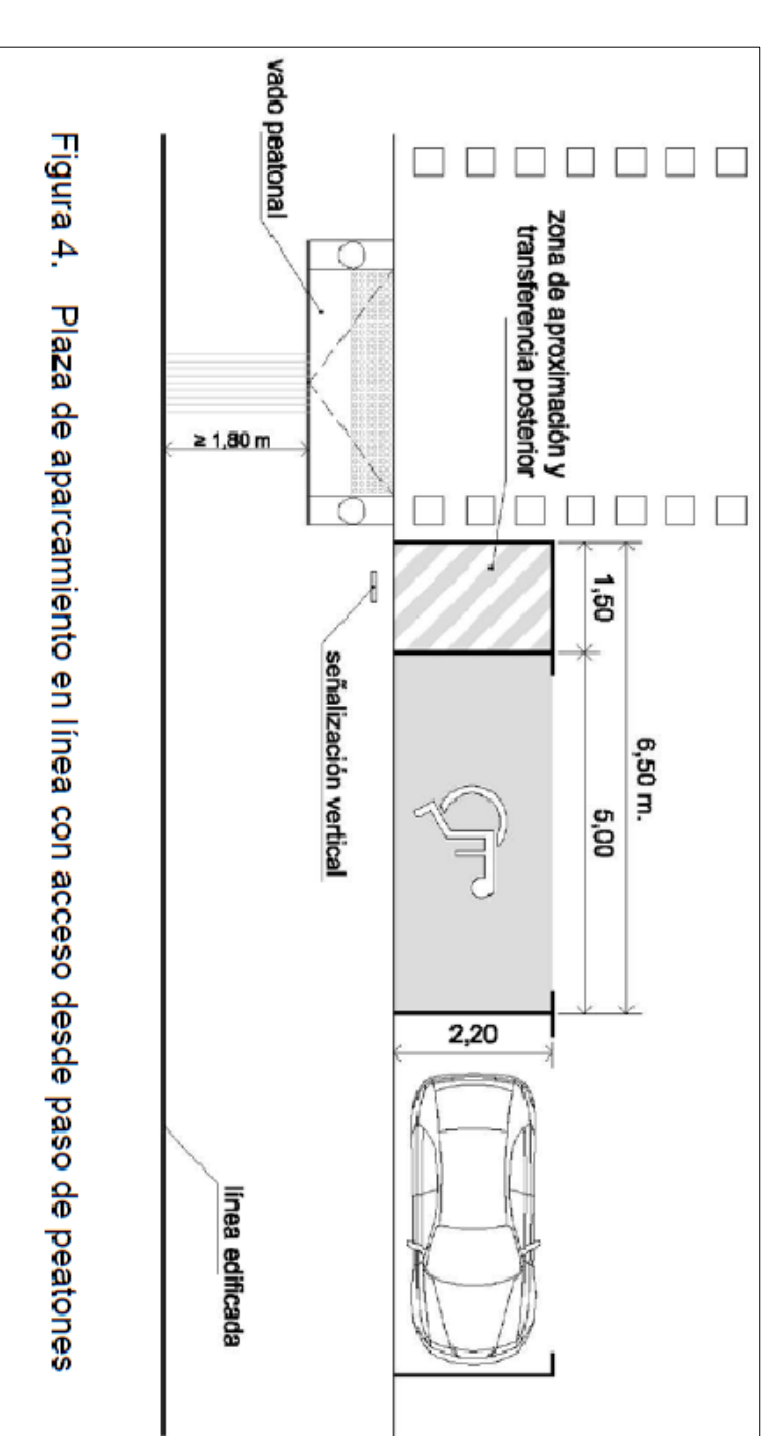 6,50 m.
1,50
5,00
2,20
zona de aproximación y
transferencia posterior
vado peatonal
≥ 1,80 m
señalización vertical
línea edificada
Figura 4. Plaza de aparcamiento en línea con acceso desde paso de peatones